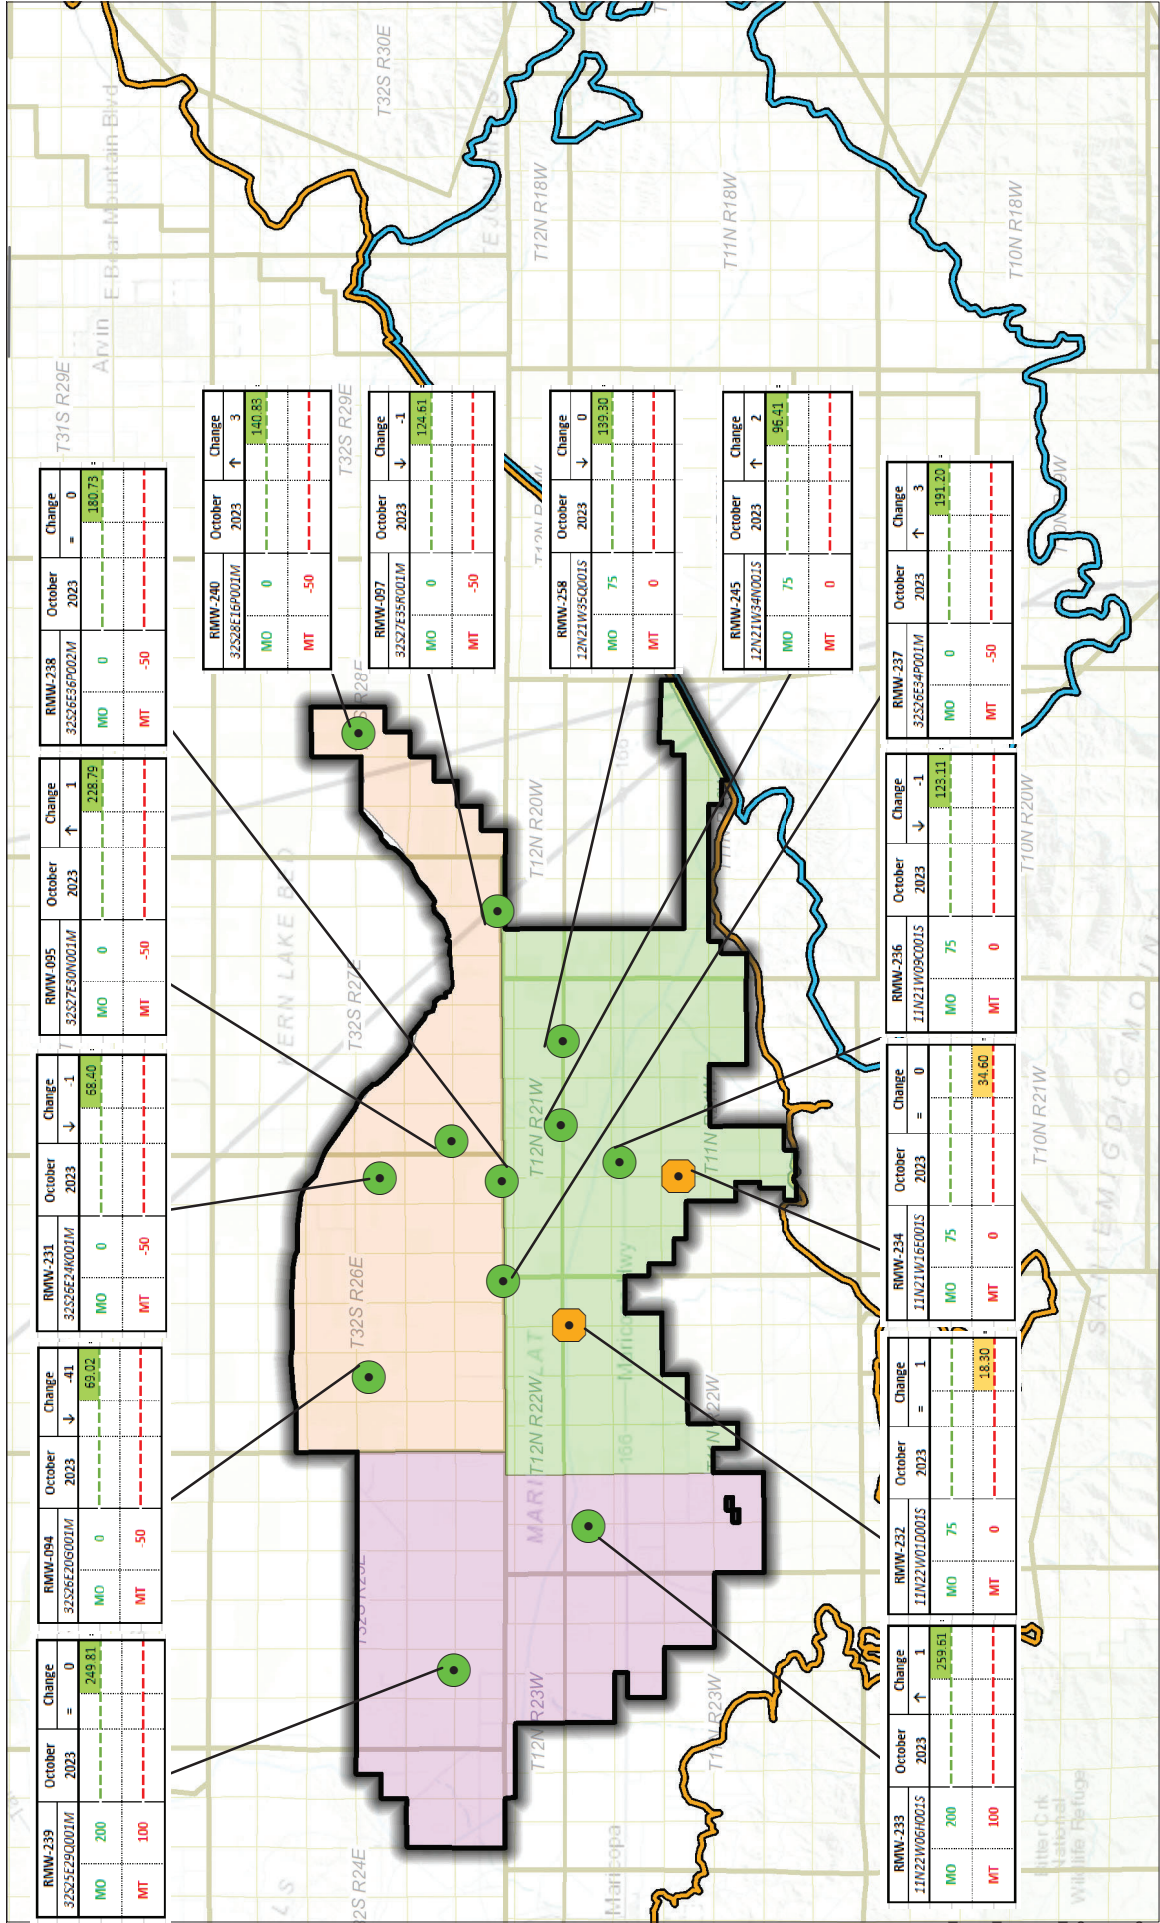 RMW-239 October Change
32S25E29Q001M 2023 = 0
MO 200 249.81
MT 100
RMW-094 October Change
32S26E20G001M 2023 ↓ -41
MO 0 69.02
MT -50
RMW-231 October Change
32S26E24K001M 2023 ↓ -1
MO 0 68.40
MT -50
RMW-095 October Change
32S27E30N001M 2023 ↑ 1
MO 0 228.79
MT -50
RMW-238 October Change
32S26E36P002M 2023 = 0
MO 0 180.73
MT -50
RMW-240 October Change
32S28E16P001M 2023 ↑ 3
MO 0 140.83
MT -50
RMW-097 October Change
32S27E35R001M 2023 ↓ -1
MO 0 124.61
MT -50
RMW-258 October Change
12N21W35Q001S 2023 ↓ 0
MO 75 139.30
MT 0
RMW-245 October Change
12N21W34N001S 2023 ↑ 2
MO 75 96.41
MT 0
RMW-233 October Change
11N22W06H001S 2023 ↑ 1
MO 200 259.61
MT 100
RMW-232 October Change
11N22W01D001S 2023 = 1
MO 75 18.30
MT 0
RMW-234 October Change
11N21W16E001S 2023 = 0
MO 75 34.60
MT 0
RMW-236 October Change
11N21W09C001S 2023 ↓ -1
MO 75 123.11
MT 0
RMW-237 October Change
32S26E34P001M 2023 ↑ 3
MO 0 191.20
MT -50
T31S R29E
Arvin
E Bear Mountain Blvd
T32S R30E
T32S R29E
KERN LAKE BED
T32S R27E
T32S R26E
T12N R23W
T12N R22W
T12N R21W
T12N R20W
T12N R18W
T11N R18W
T10N R18W
T10N R20W
T10N R21W
Maricopa
166
Bitter Crk
National
Wildlife Refuge